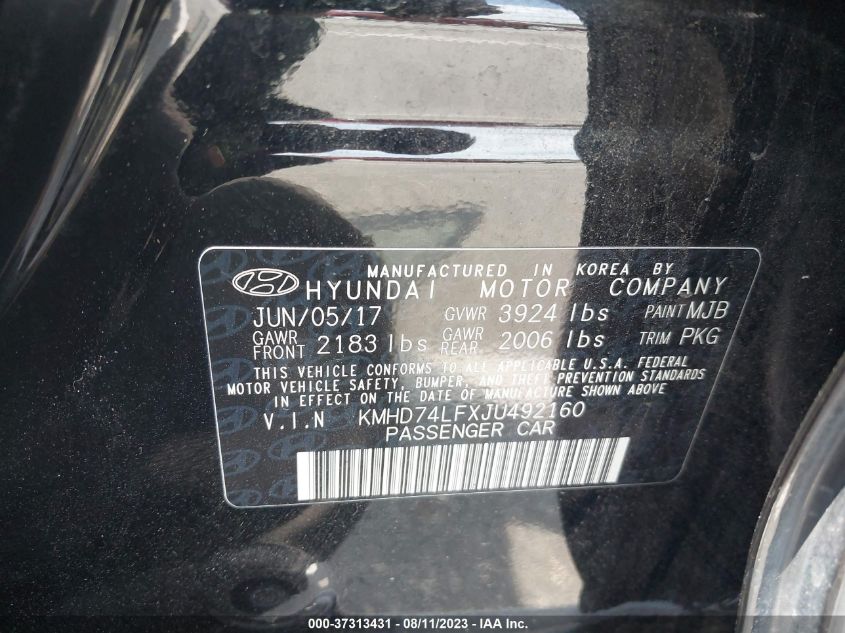 MANUFACTURED IN KOREA BY
HYUNDAI MOTOR COMPANY
JUN/05/17 GVWR 3924 lbs PAINT MJB
GAWR FRONT 2183 lbs GAWR REAR 2006 lbs TRIM PKG
THIS VEHICLE CONFORMS TO ALL APPLICABLE U.S.A. FEDERAL
MOTOR VEHICLE SAFETY, BUMPER, AND THEFT PREVENTION STANDARDS
IN EFFECT ON THE DATE OF MANUFACTURE SHOWN ABOVE
V.I.N KMHD74LFXJU492160
PASSENGER CAR
000-37313431 - 08/11/2023 - IAA Inc.